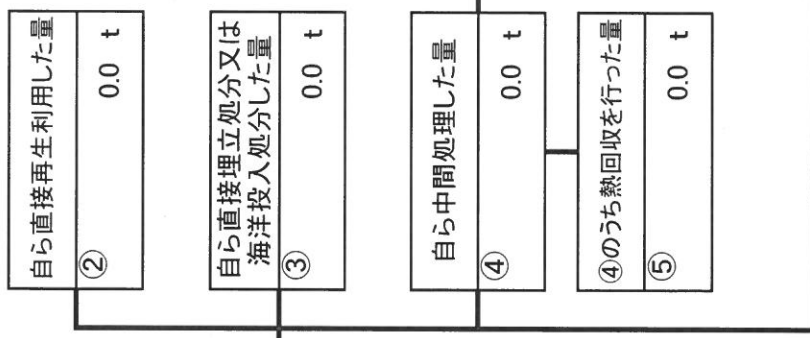 自ら直接再生利用した量
② 0.0 t
自ら直接埋立処分又は
海洋投入処分した量
③ 0.0 t
自ら中間処理した量
④ 0.0 t
④のうち熱回収を行った量
⑤ 0.0 t